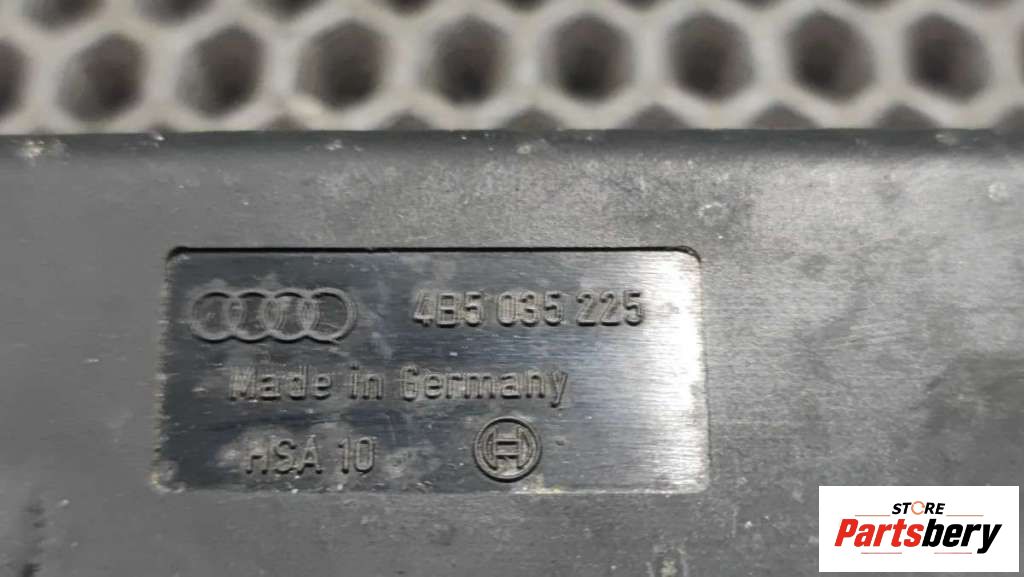 4B5 035 225
Made in Germany
HSA 10
STORE
Partsbery